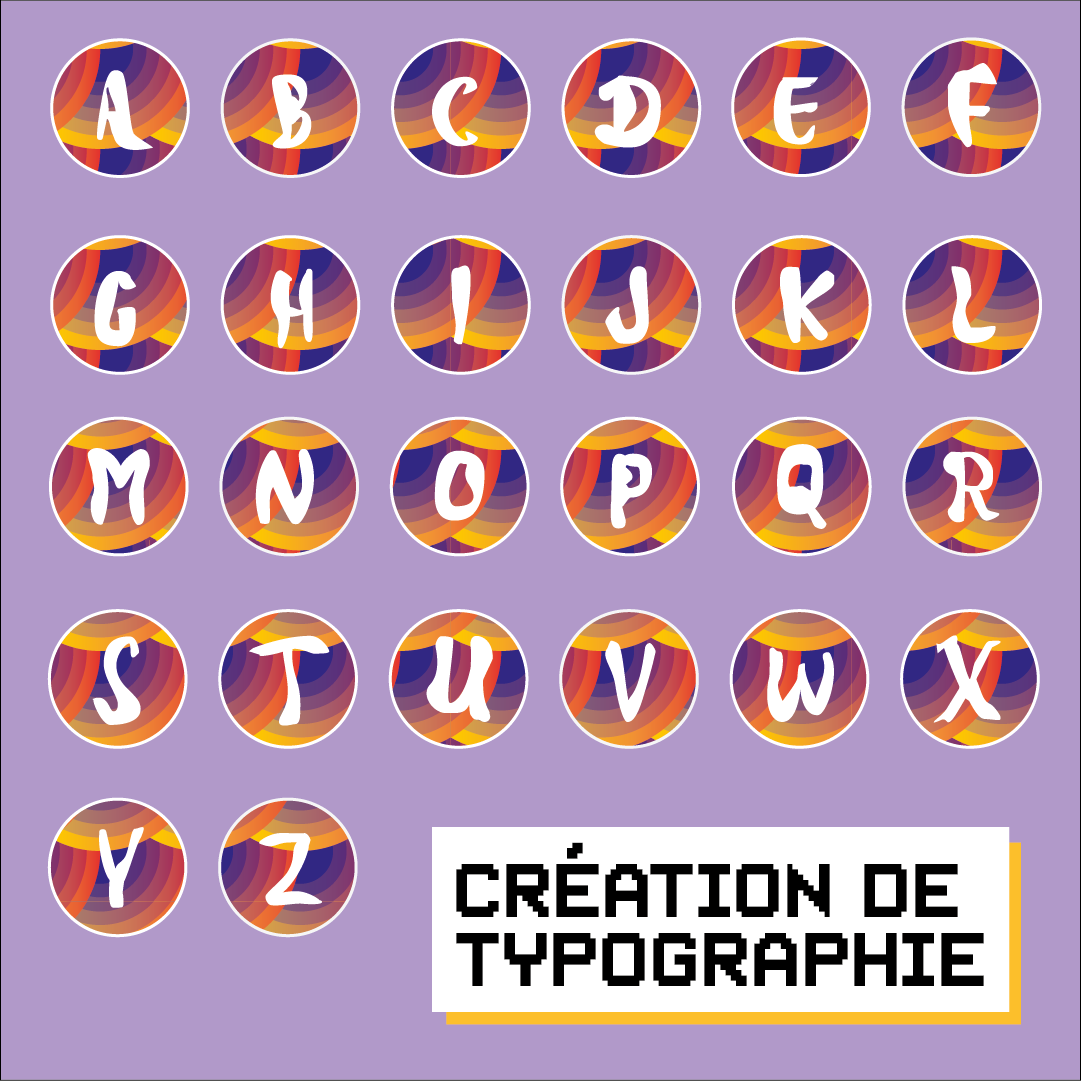 A B C D E F
G H I J K L
M N O P Q R
S T U V W X
Y Z
CRÉATION DE
TYPOGRAPHIE